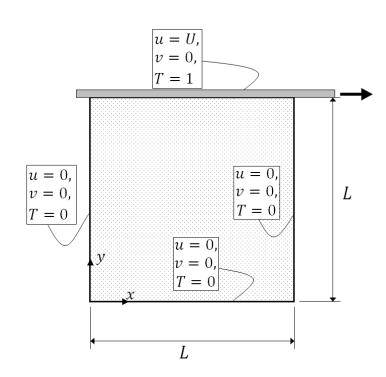 u = U,
v = 0,
T = 1
u = 0,
v = 0,
T = 0
u = 0,
v = 0,
T = 0
L
u = 0,
v = 0,
T = 0
y
x
L